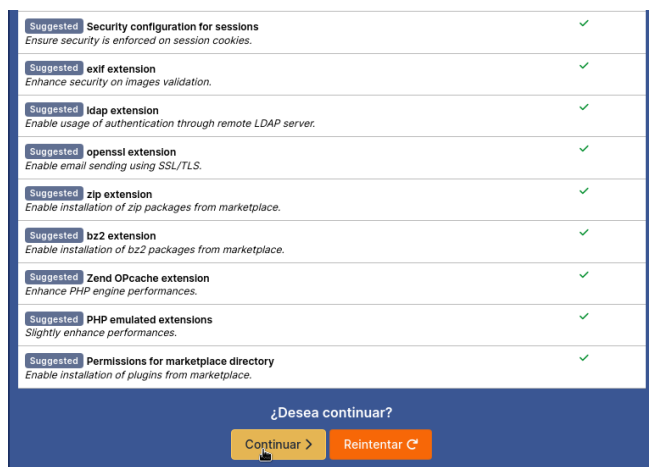 Suggested Security configuration for sessions
Ensure security is enforced on session cookies.
Suggested exif extension
Enhance security on images validation.
Suggested ldap extension
Enable usage of authentication through remote LDAP server.
Suggested openssl extension
Enable email sending using SSL/TLS.
Suggested zip extension
Enable installation of zip packages from marketplace.
Suggested bz2 extension
Enable installation of bz2 packages from marketplace.
Suggested Zend OPcache extension
Enhance PHP engine performances.
Suggested PHP emulated extensions
Slightly enhance performances.
Suggested Permissions for marketplace directory
Enable installation of plugins from marketplace.
¿Desea continuar?
Continuar Reintentar